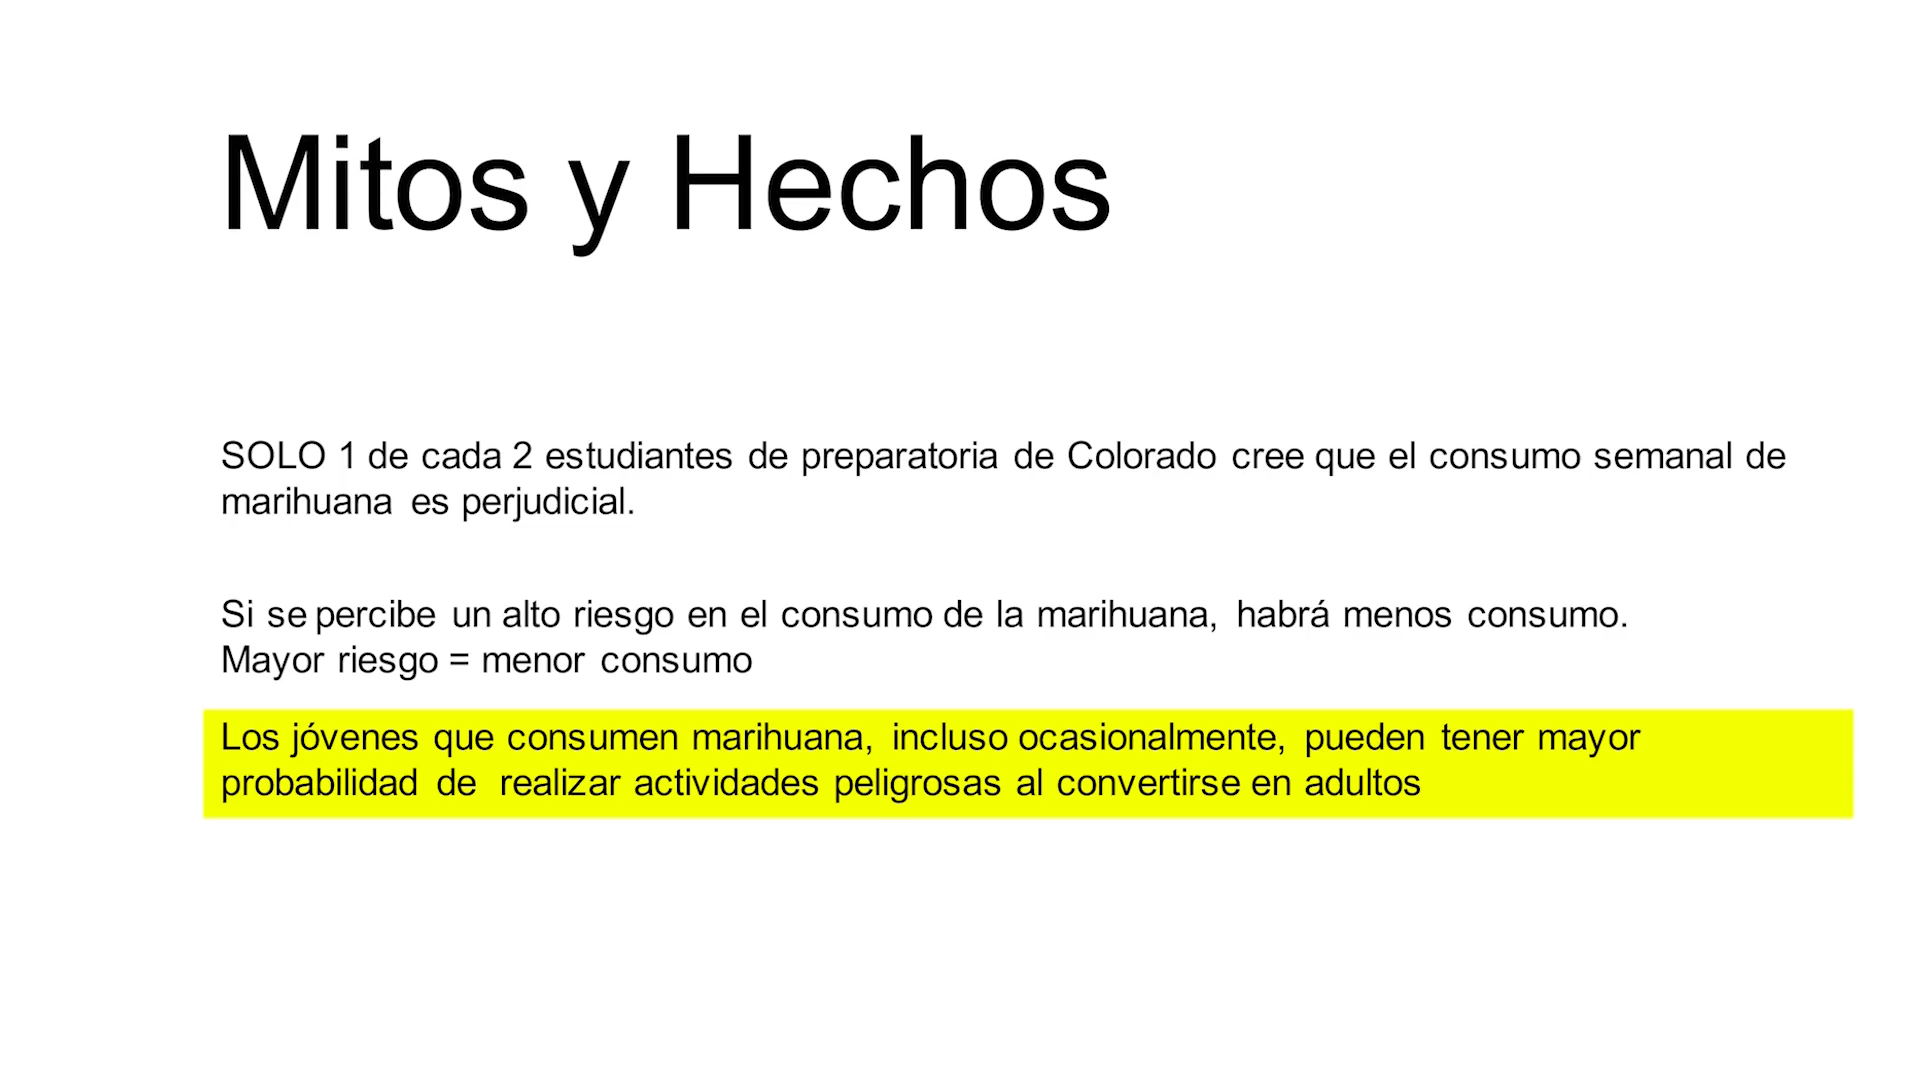 Mitos y Hechos
SOLO 1 de cada 2 estudiantes de preparatoria de Colorado cree que el consumo semanal de
marihuana es perjudicial.
Si se percibe un alto riesgo en el consumo de la marihuana, habrá menos consumo.
Mayor riesgo = menor consumo
Los jóvenes que consumen marihuana, incluso ocasionalmente, pueden tener mayor
probabilidad de realizar actividades peligrosas al convertirse en adultos